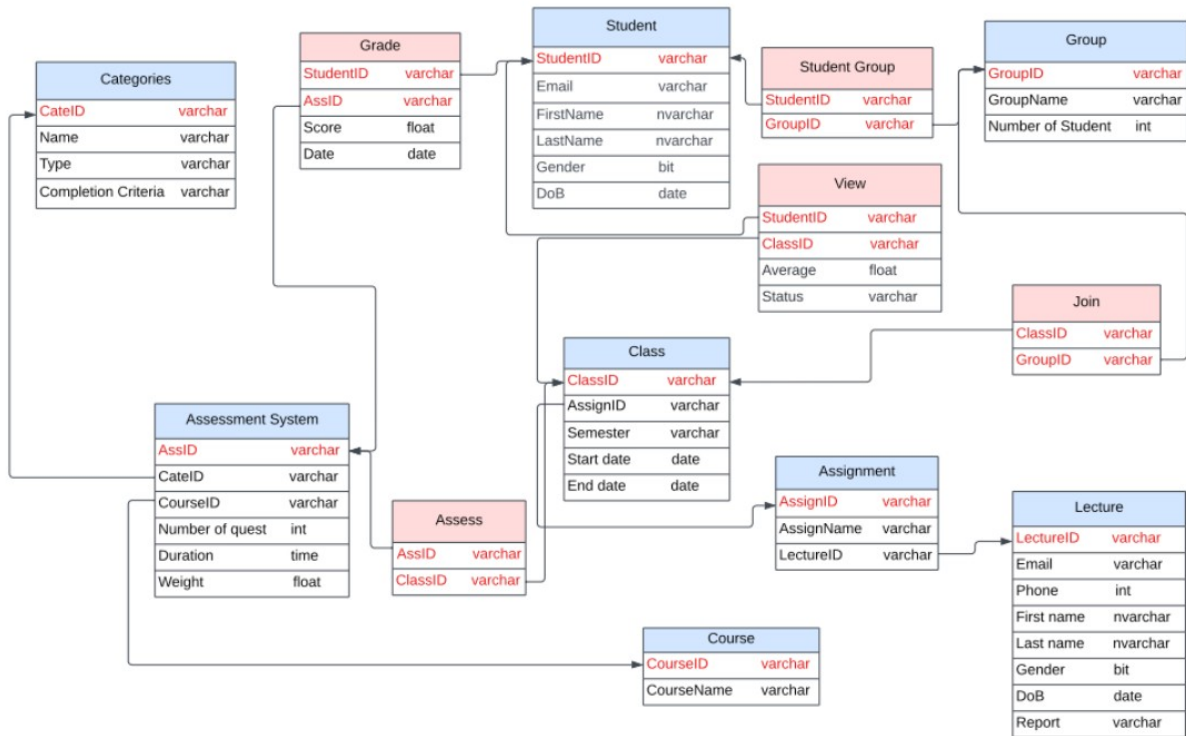 Categories
CateID varchar
Name varchar
Type varchar
Completion Criteria varchar
Grade
StudentID varchar
AssID varchar
Score float
Date date
Student
StudentID varchar
Email varchar
FirstName nvarchar
LastName nvarchar
Gender bit
DoB date
Student Group
StudentID varchar
GroupID varchar
Group
GroupID varchar
GroupName varchar
Number of Student int
View
StudentID varchar
ClassID varchar
Average float
Status varchar
Join
ClassID varchar
GroupID varchar
Class
ClassID varchar
AssignID varchar
Semester varchar
Start date date
End date date
Assessment System
AssID varchar
CateID varchar
CourseID varchar
Number of quest int
Duration time
Weight float
Assess
AssID varchar
ClassID varchar
Assignment
AssignID varchar
AssignName varchar
LectureID varchar
Lecture
LectureID varchar
Email varchar
Phone int
First name nvarchar
Last name nvarchar
Gender bit
DoB date
Report varchar
Course
CourseID varchar
CourseName varchar